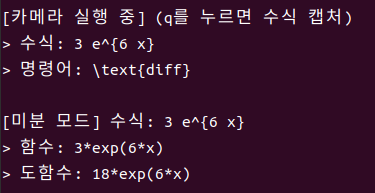 [카메라 실행 중] (q를 누르면 수식 캡처)
> 수식: 3 e^{6 x}
> 명령어: \text{diff}
[미분 모드] 수식: 3 e^{6 x}
> 함수: 3*exp(6*x)
> 도함수: 18*exp(6*x)